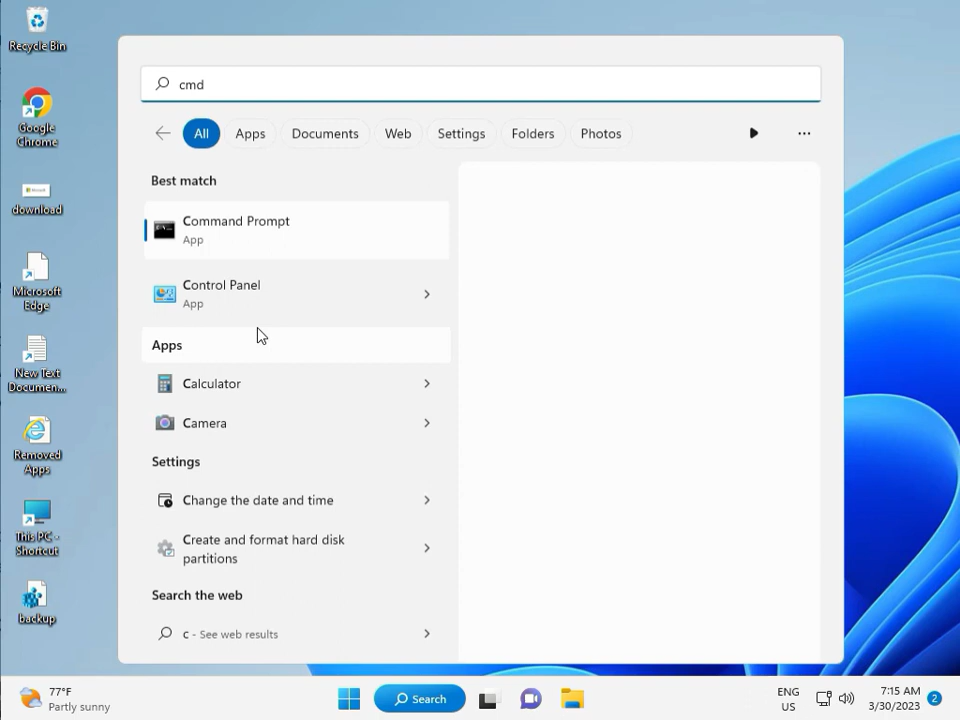 Recycle Bin
Google
Chrome
download
Microsoft
Edge
New Text
Documen...
Removed
Apps
This PC -
Shortcut
backup
cmd
All
Apps
Documents
Web
Settings
Folders
Photos
Best match
Command Prompt
App
Control Panel
App
Apps
Calculator
Camera
Settings
Change the date and time
Create and format hard disk
partitions
Search the web
c - See web results
77°F
Partly sunny
Search
ENG
US
7:15 AM
3/30/2023
2